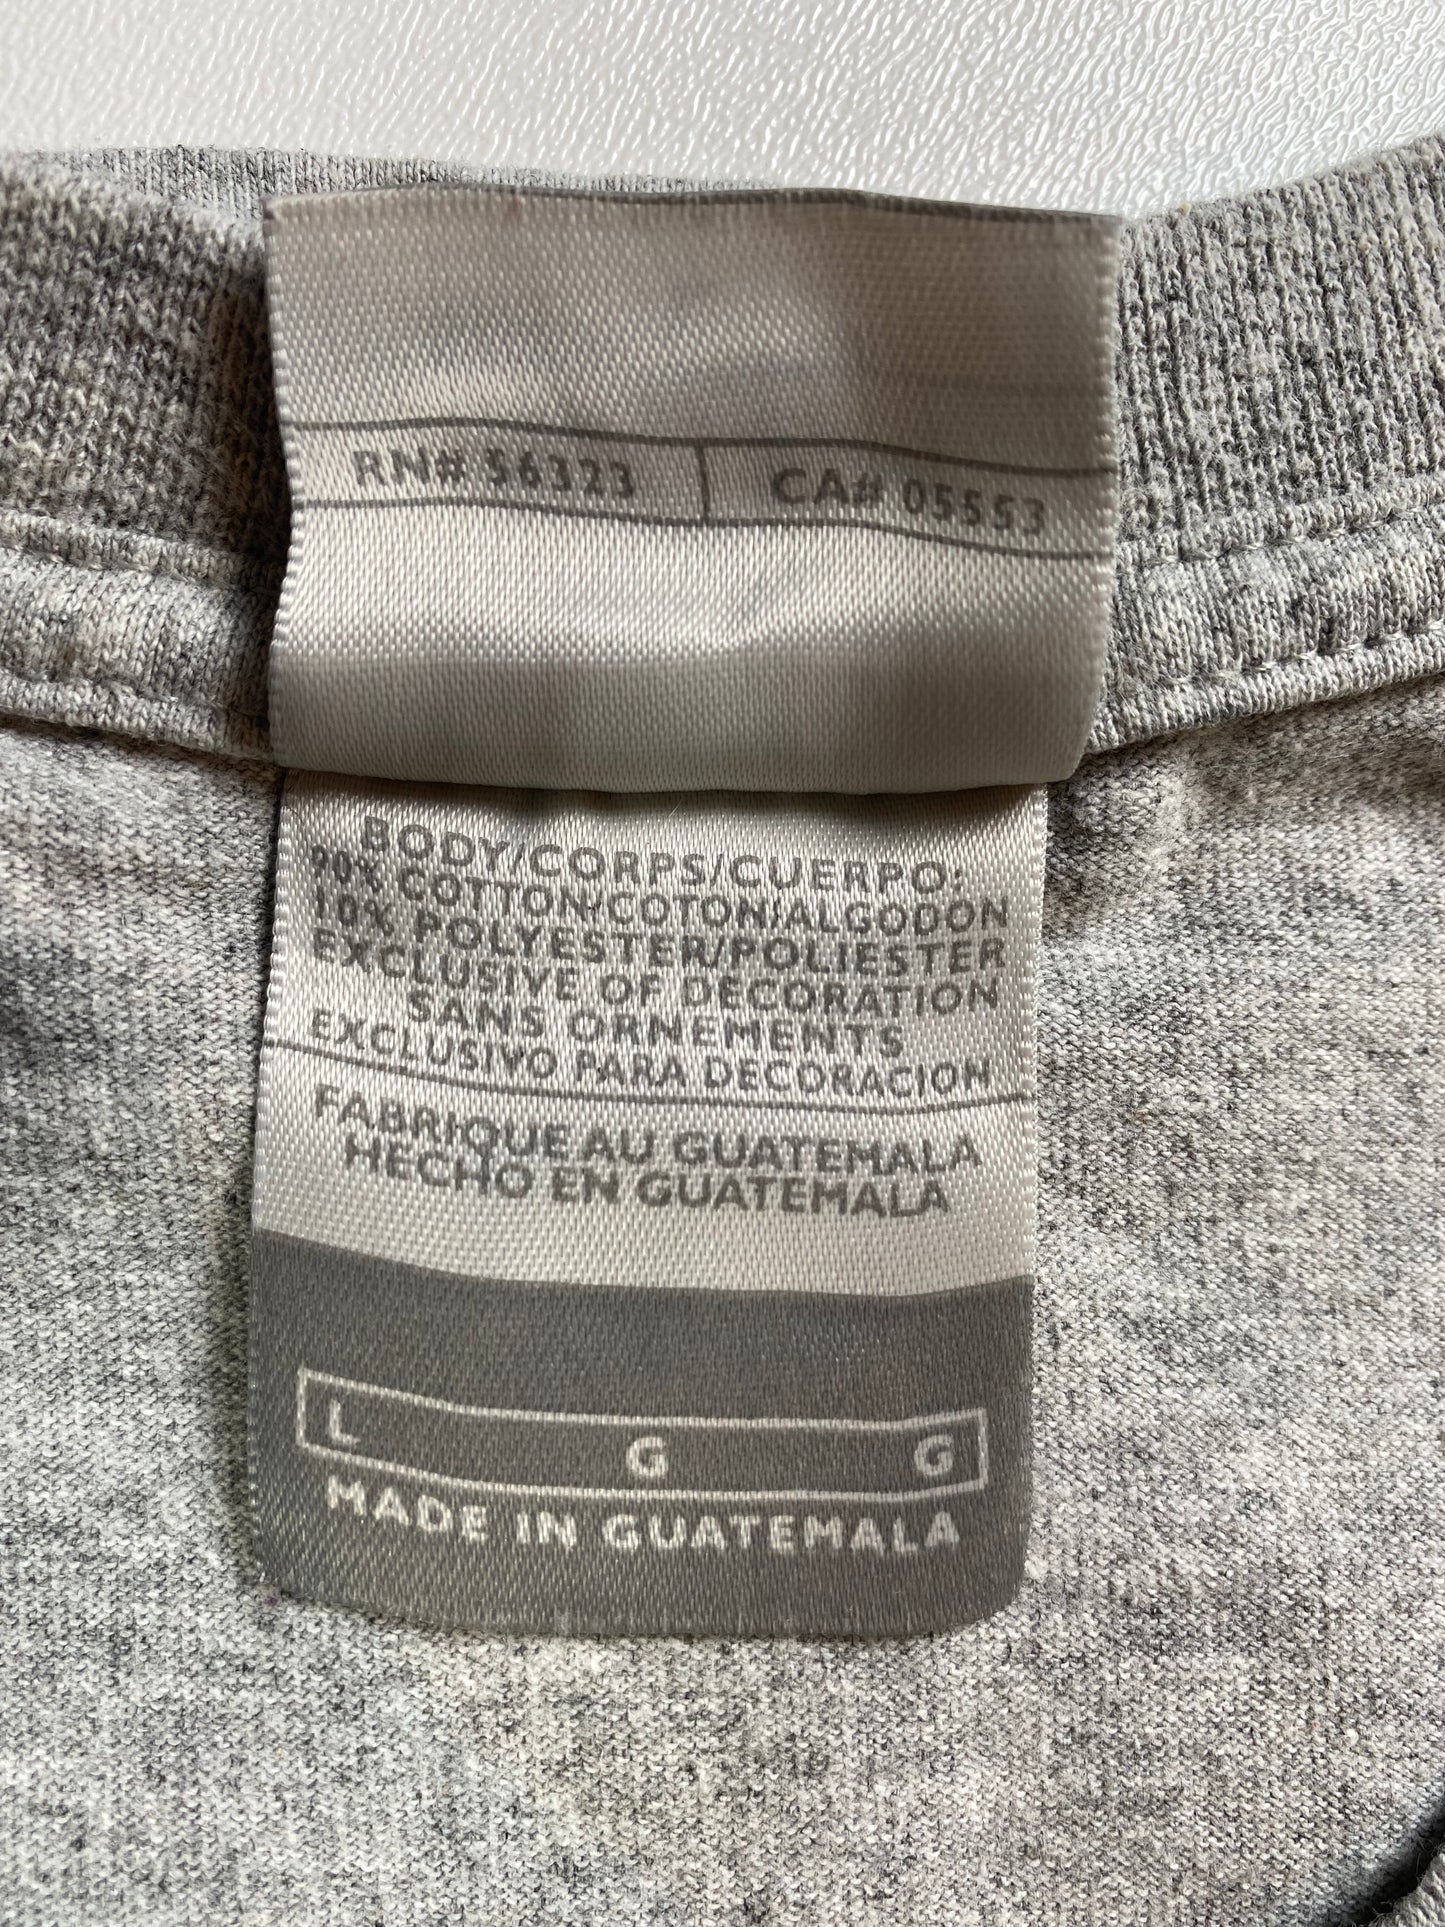 RN# 56323 CA# 05553
BODY/CORPS/CUERPO:
90% COTTON/COTON/ALGODON
10% POLYESTER/POLIESTER
EXCLUSIVE OF DECORATION
SANS ORNEMENTS
EXCLUSIVO PARA DECORACION
FABRIQUE AU GUATEMALA
HECHO EN GUATEMALA
L G G
MADE IN GUATEMALA